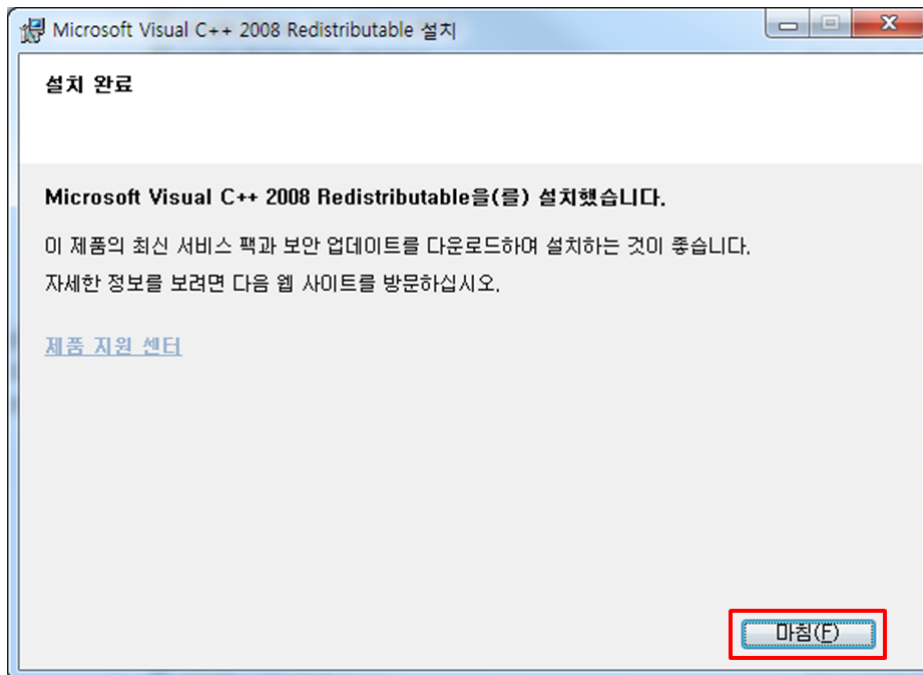 Microsoft Visual C++ 2008 Redistributable 설치
설치 완료
Microsoft Visual C++ 2008 Redistributable을(를) 설치했습니다.
이 제품의 최신 서비스 팩과 보안 업데이트를 다운로드하여 설치하는 것이 좋습니다.
자세한 정보를 보려면 다음 웹 사이트를 방문하십시오.
제품 지원 센터
마침(F)